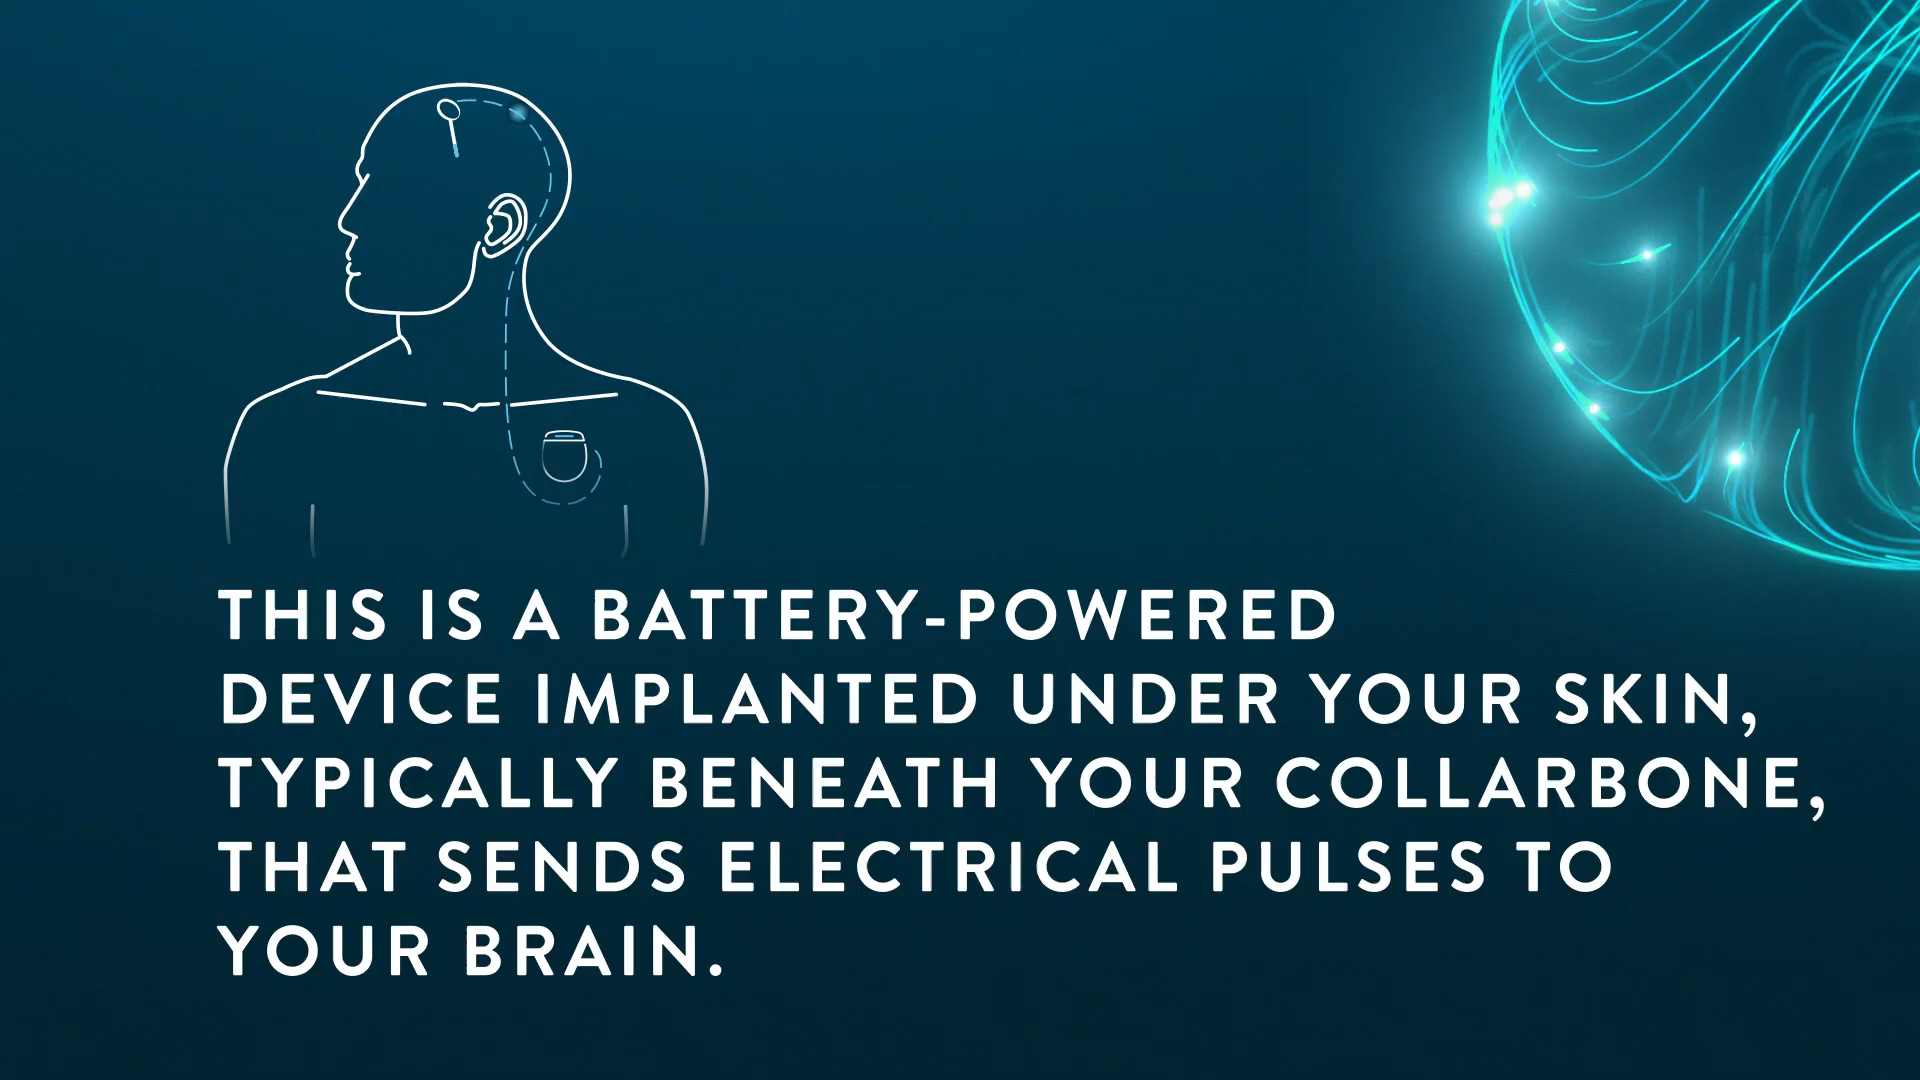 THIS IS A BATTERY-POWERED
DEVICE IMPLANTED UNDER YOUR SKIN,
TYPICALLY BENEATH YOUR COLLARBONE,
THAT SENDS ELECTRICAL PULSES TO
YOUR BRAIN.